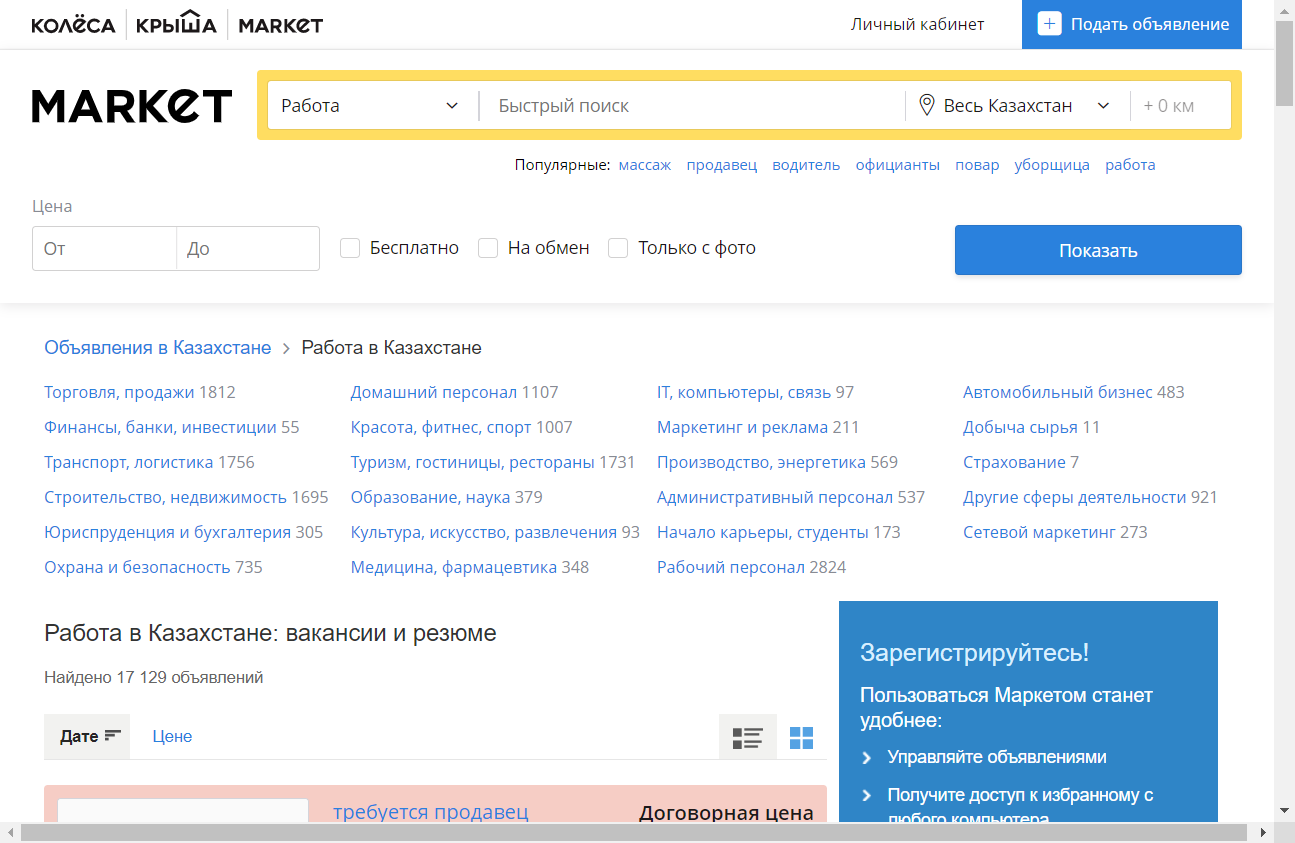 КОЛЁСА КРЫША MARKET Личный кабинет Подать объявление
MARKET Работа Быстрый поиск Весь Казахстан + 0 км
Популярные: массаж продавец водитель официанты повар уборщица работа
Цена
От До Бесплатно На обмен Только с фото Показать
Объявления в Казахстане > Работа в Казахстане
Торговля, продажи 1812 Домашний персонал 1107 IT, компьютеры, связь 97 Автомобильный бизнес 483
Финансы, банки, инвестиции 55 Красота, фитнес, спорт 1007 Маркетинг и реклама 211 Добыча сырья 11
Транспорт, логистика 1756 Туризм, гостиницы, рестораны 1731 Производство, энергетика 569 Страхование 7
Строительство, недвижимость 1695 Образование, наука 379 Административный персонал 537 Другие сферы деятельности 921
Юриспруденция и бухгалтерия 305 Культура, искусство, развлечения 93 Начало карьеры, студенты 173 Сетевой маркетинг 273
Охрана и безопасность 735 Медицина, фармацевтика 348 Рабочий персонал 2824
Работа в Казахстане: вакансии и резюме
Найдено 17 129 объявлений
Дате Цене
требуется продавец Договорная цена
Зарегистрируйтесь!
Пользоваться Маркетом станет
удобнее:
Управляйте объявлениями
Получите доступ к избранному с
любого компьютера